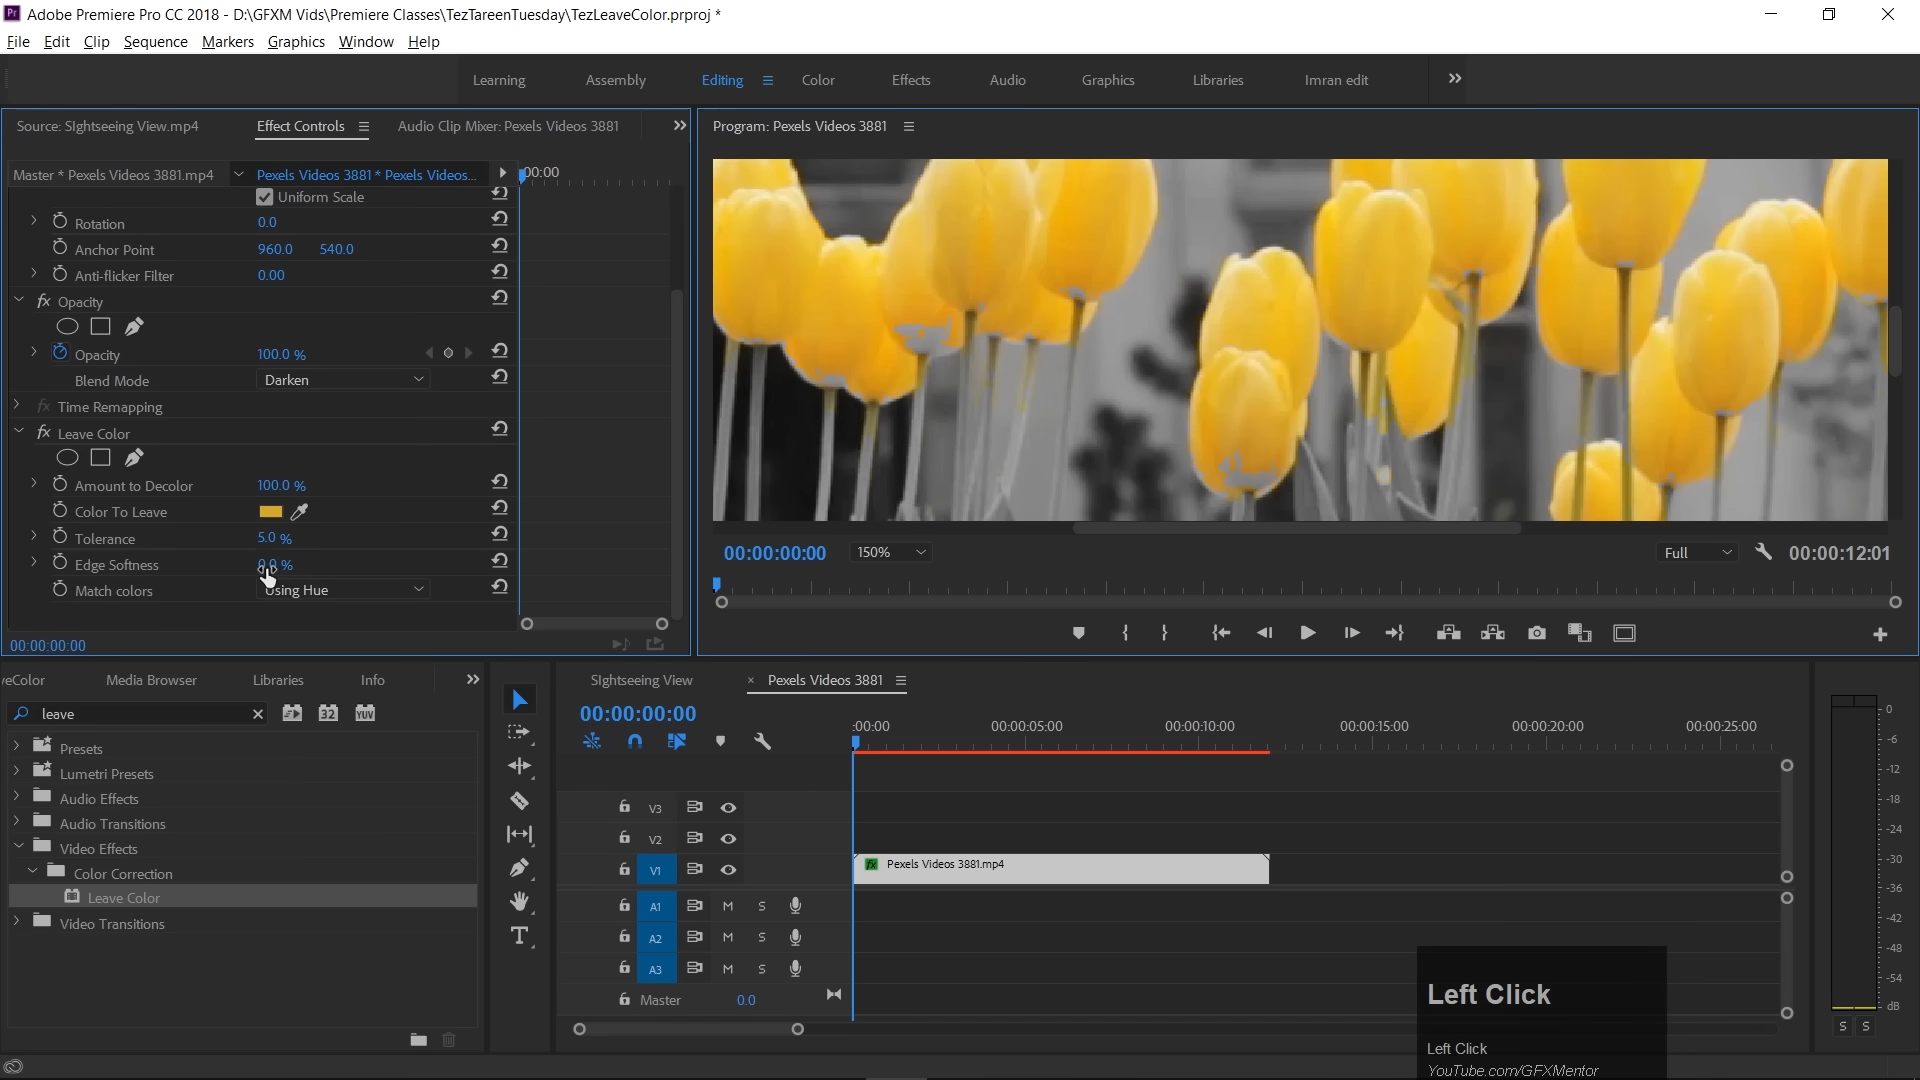 Pr Adobe Premiere Pro CC 2018 - D:\GFXM Vids\Premiere Classes\TezTareenTuesday\TezLeaveColor.prproj *
File Edit Clip Sequence Markers Graphics Window Help
Learning Assembly Editing Color Effects Audio Graphics Libraries Imran edit
Source: SIghtseeing View.mp4 Effect Controls Audio Clip Mixer: Pexels Videos 3881
Program: Pexels Videos 3881
Master * Pexels Videos 3881.mp4 Pexels Videos 3881 * Pexels Videos... :00:00
Uniform Scale
Rotation 0.0
Anchor Point 960.0 540.0
Anti-flicker Filter 0.00
fx Opacity
Opacity 100.0 %
Blend Mode Darken
fx Time Remapping
fx Leave Color
Amount to Decolor 100.0 %
Color To Leave
Tolerance 5.0 %
Edge Softness 0.0 %
Match colors Using Hue
00:00:00:00
00:00:00:00 150% Full 00:00:12:01
veColor Media Browser Libraries Info
leave 32 YUV
Presets
Lumetri Presets
Audio Effects
Audio Transitions
Video Effects
Color Correction
Leave Color
Video Transitions
T
SIghtseeing View × Pexels Videos 3881
00:00:00:00
:00:00 00:00:05:00 00:00:10:00 00:00:15:00 00:00:20:00 00:00:25:00
V3
V2
V1 fx Pexels Videos 3881.mp4
A1 M S
A2 M S
A3 M S
Master 0.0
0
-6
-12
-18
-24
-30
-36
-42
-48
-54
dB
S S
Left Click
Left Click
YouTube.com/GFXMentor